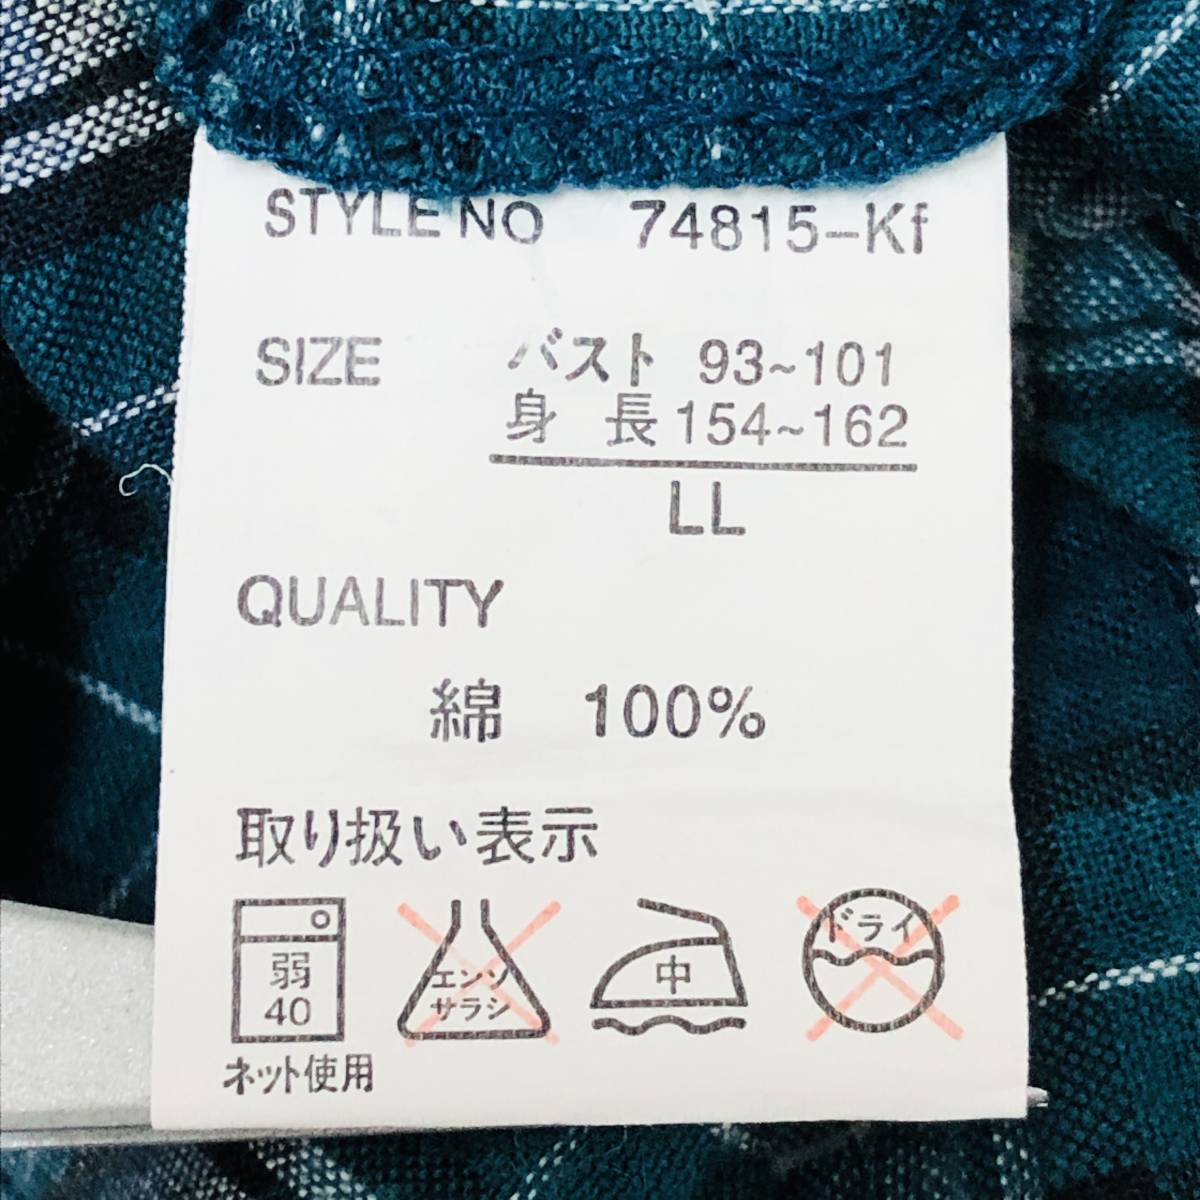 STYLE NO 74815-Kf
SIZE バスト 93~101
身 長 154~162
LL
QUALITY
綿 100%
取り扱い表示
弱
40
ネット使用
エンソ
サラシ
中
ドライ